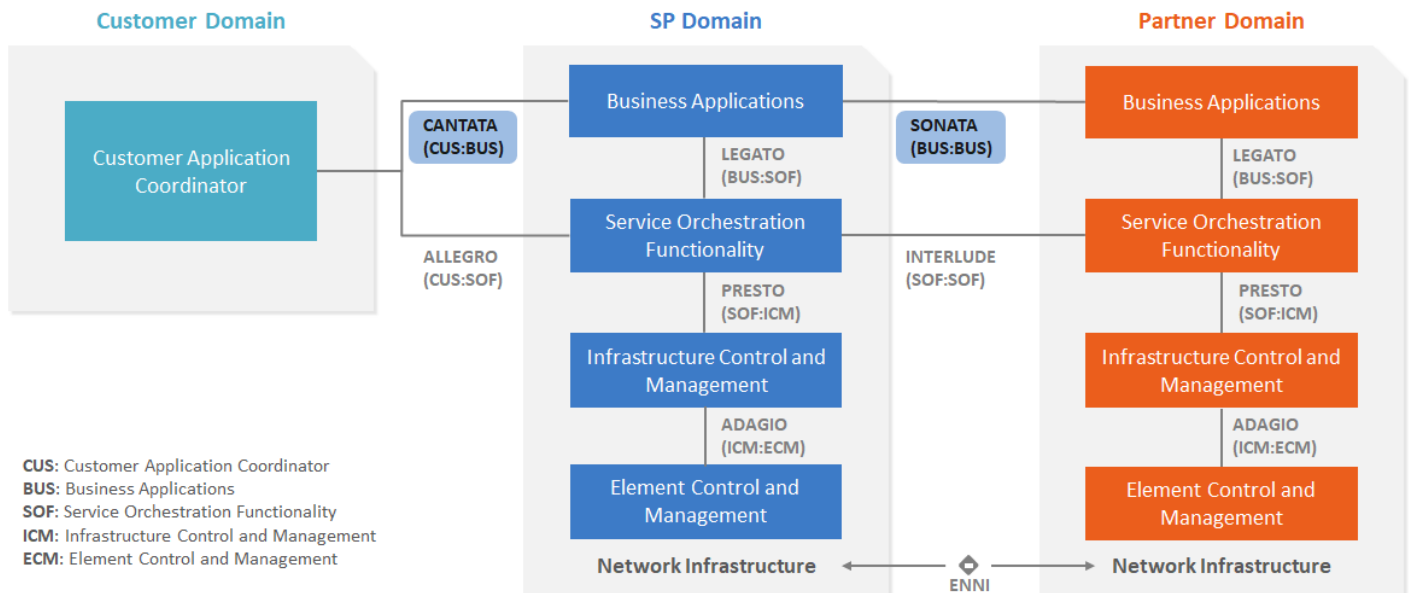 Customer Domain
SP Domain
Partner Domain
Business Applications
Business Applications
CANTATA
(CUS:BUS)
SONATA
(BUS:BUS)
Customer Application
Coordinator
LEGATO
(BUS:SOF)
LEGATO
(BUS:SOF)
Service Orchestration
Functionality
Service Orchestration
Functionality
ALLEGRO
(CUS:SOF)
INTERLUDE
(SOF:SOF)
PRESTO
(SOF:ICM)
PRESTO
(SOF:ICM)
Infrastructure Control and
Management
Infrastructure Control and
Management
ADAGIO
(ICM:ECM)
ADAGIO
(ICM:ECM)
CUS: Customer Application Coordinator
BUS: Business Applications
SOF: Service Orchestration Functionality
ICM: Infrastructure Control and Management
ECM: Element Control and Management
Element Control and
Management
Element Control and
Management
Network Infrastructure
ENNI
Network Infrastructure